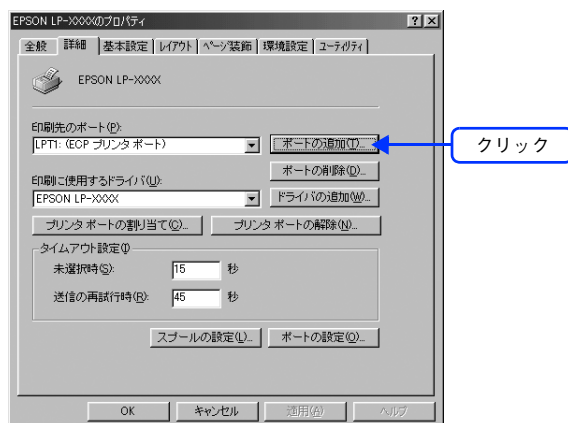 EPSON LP-XXXXのプロパティ
全般 詳細 基本設定 レイアウト ページ装飾 環境設定 ユーティリティ
EPSON LP-XXXX
印刷先のポート(P):
LPT1: (ECP プリンタ ポート) ポートの追加(T)... クリック
ポートの削除(D)...
印刷に使用するドライバ(U):
EPSON LP-XXXX ドライバの追加(W)...
プリンタ ポートの割り当て(C)... プリンタ ポートの解除(N)...
タイムアウト設定
未選択時(S): 15 秒
送信の再試行時(R): 45 秒
スプールの設定(L)... ポートの設定(O)...
OK キャンセル 適用(A) ヘルプ